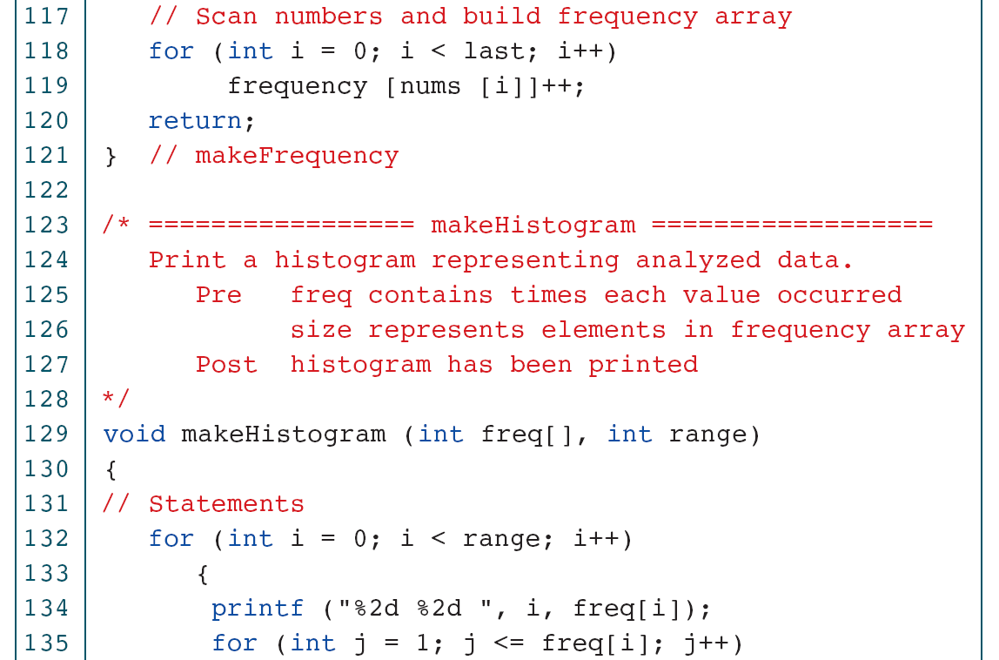 117 // Scan numbers and build frequency array
118 for (int i = 0; i < last; i++)
119 frequency [nums [i]]++;
120 return;
121 } // makeFrequency
122
123 /* ================= makeHistogram ==================
124 Print a histogram representing analyzed data.
125 Pre freq contains times each value occurred
126 size represents elements in frequency array
127 Post histogram has been printed
128 */
129 void makeHistogram (int freq[], int range)
130 {
131 // Statements
132 for (int i = 0; i < range; i++)
133 {
134 printf ("%2d %2d ", i, freq[i]);
135 for (int j = 1; j <= freq[i]; j++)